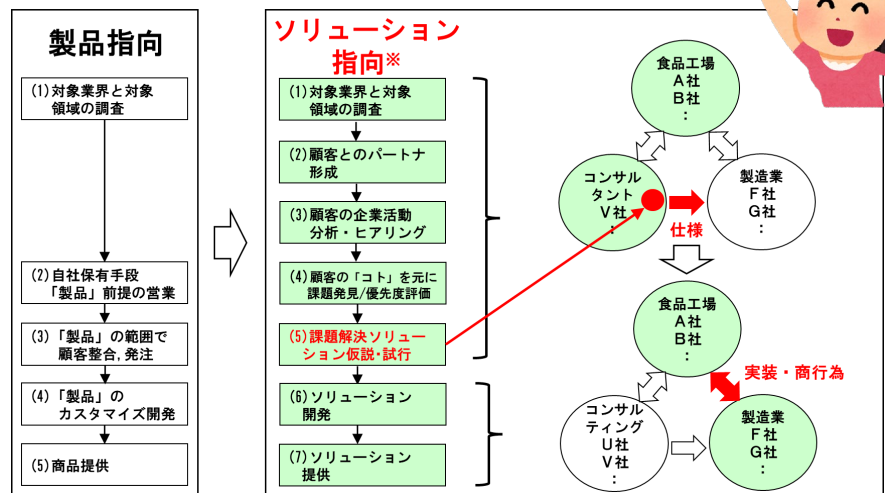 製品指向
(1)対象業界と対象
領域の調査
(2)自社保有手段
「製品」前提の営業
(3)「製品」の範囲で
顧客整合,発注
(4)「製品」の
カスタマイズ開発
(5)商品提供
ソリューション
指向※
(1)対象業界と対象
領域の調査
(2)顧客とのパートナ
形成
(3)顧客の企業活動
分析・ヒアリング
(4)顧客の「コト」を元に
課題発見/優先度評価
(5)課題解決ソリュー
ション仮説・試行
(6)ソリューション
開発
(7)ソリューション
提供
食品工場
A社
B社
:
コンサル
タント
V社
:
仕様
製造業
F社
G社
:
食品工場
A社
B社
:
実装・商行為
コンサル
ティング
U社
V社
:
製造業
F社
G社
: